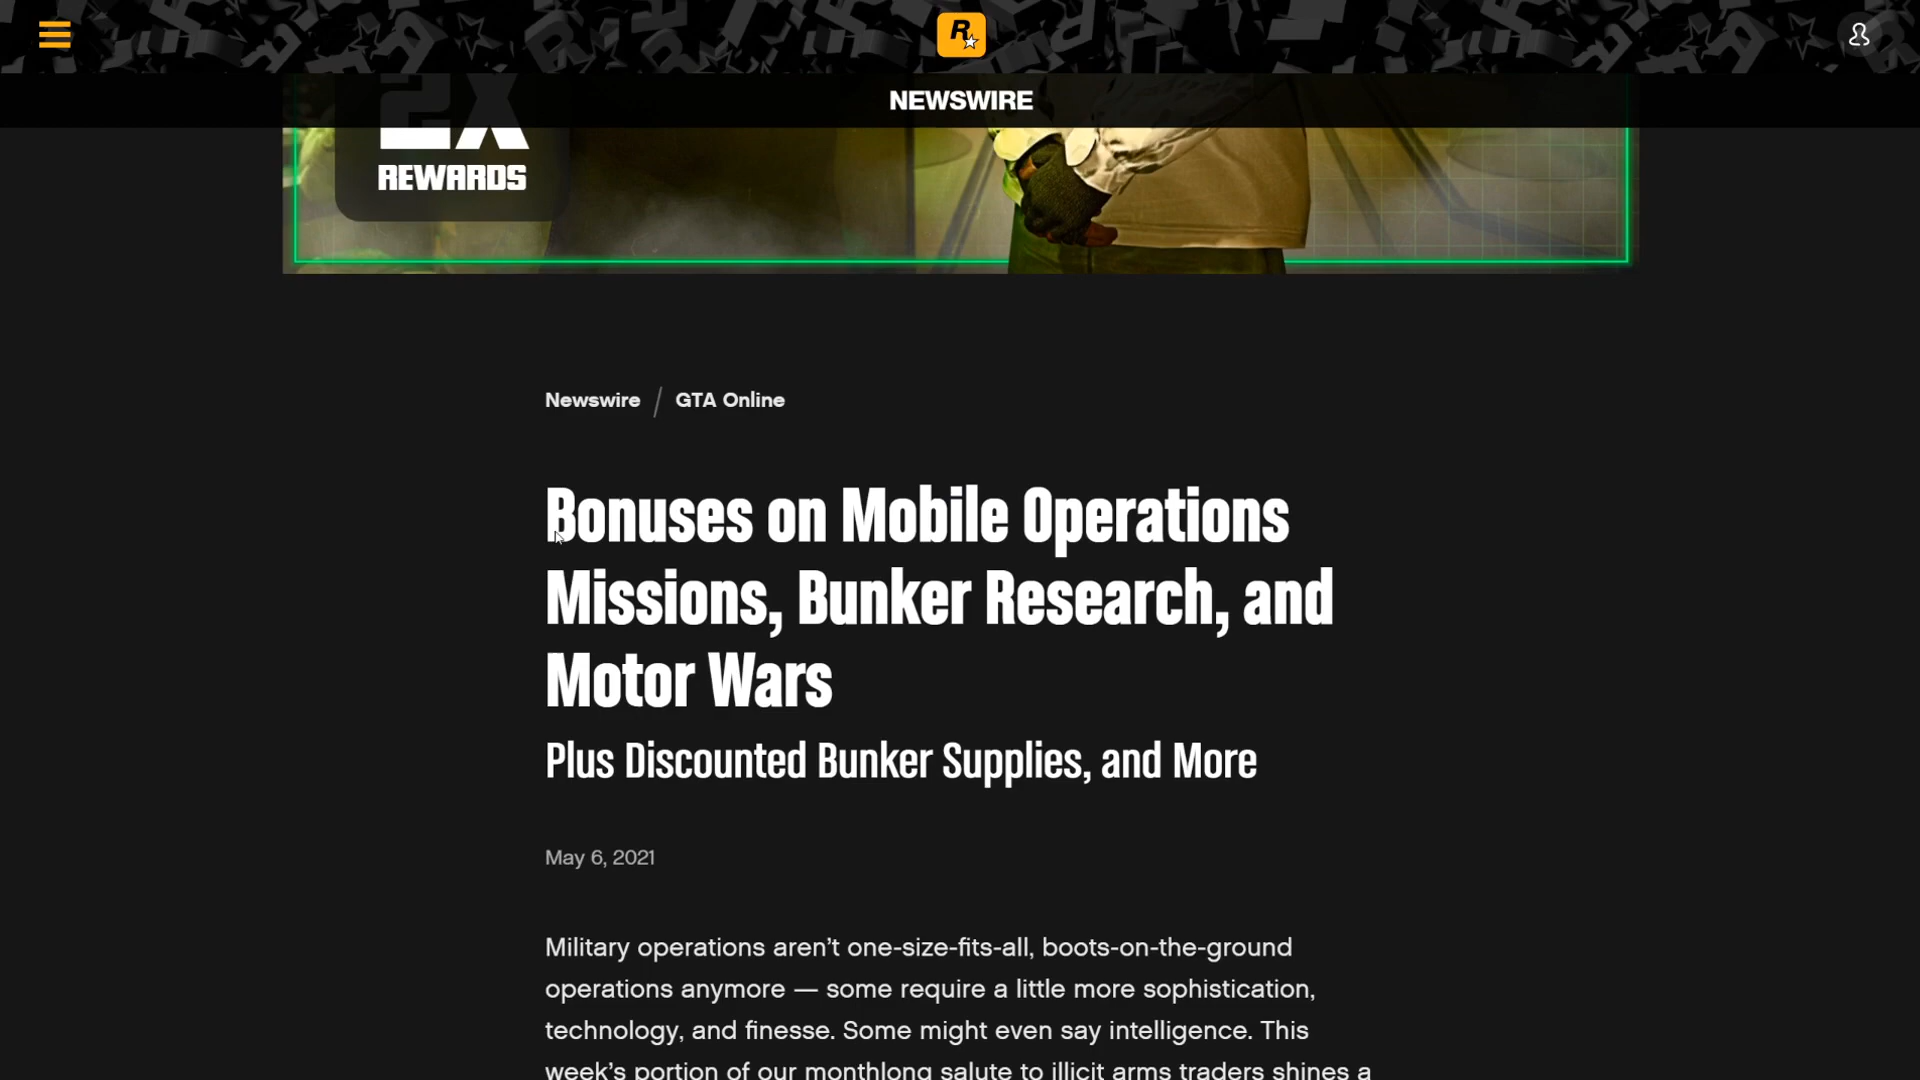 R
NEWSWIRE
2X
REWARDS
Newswire / GTA Online
Bonuses on Mobile Operations
Missions, Bunker Research, and
Motor Wars
Plus Discounted Bunker Supplies, and More
May 6, 2021
Military operations aren’t one-size-fits-all, boots-on-the-ground
operations anymore — some require a little more sophistication,
technology, and finesse. Some might even say intelligence. This
week’s portion of our monthlong salute to illicit arms traders shines a